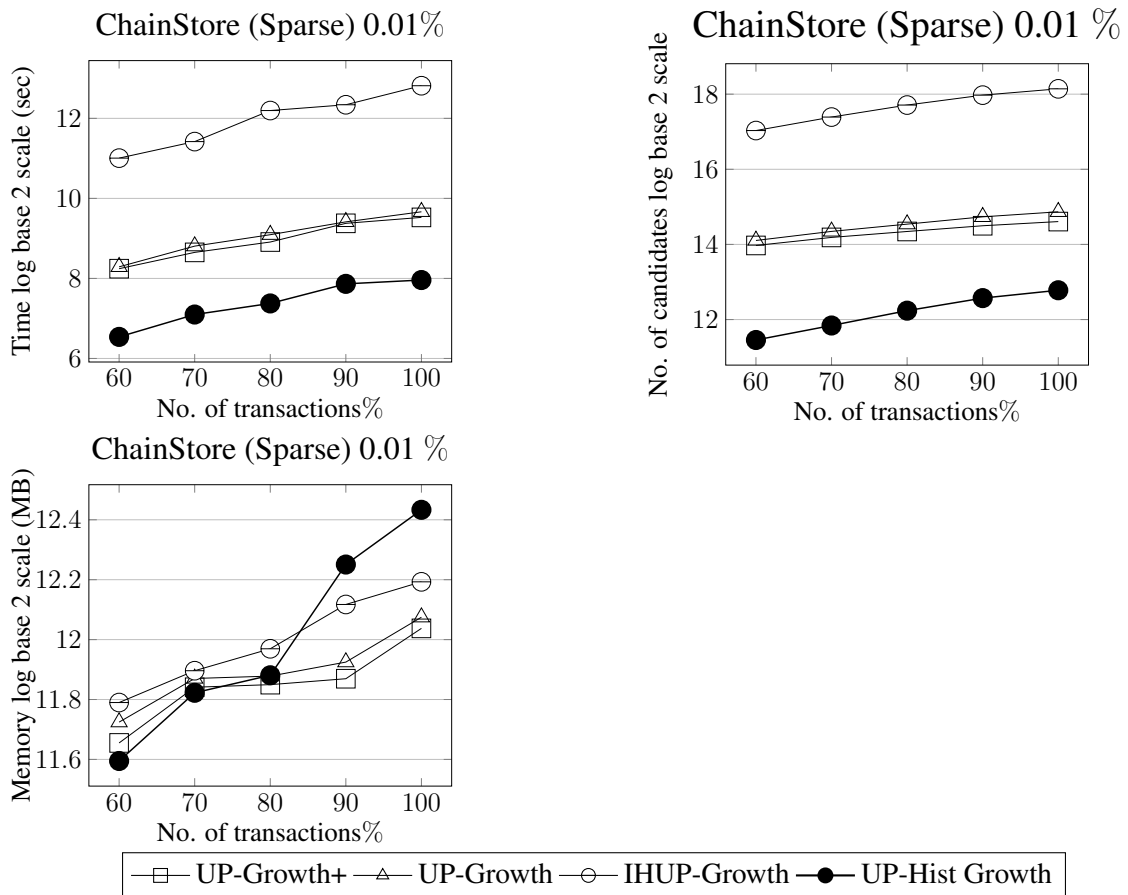 ChainStore (Sparse) 0.01%
Time log base 2 scale (sec)
12
10
8
6
60 70 80 90 100
No. of transactions%
ChainStore (Sparse) 0.01 %
No. of candidates log base 2 scale
18
16
14
12
60 70 80 90 100
No. of transactions%
ChainStore (Sparse) 0.01 %
Memory log base 2 scale (MB)
12.4
12.2
12
11.8
11.6
60 70 80 90 100
No. of transactions%
UP-Growth+ UP-Growth IHUP-Growth UP-Hist Growth